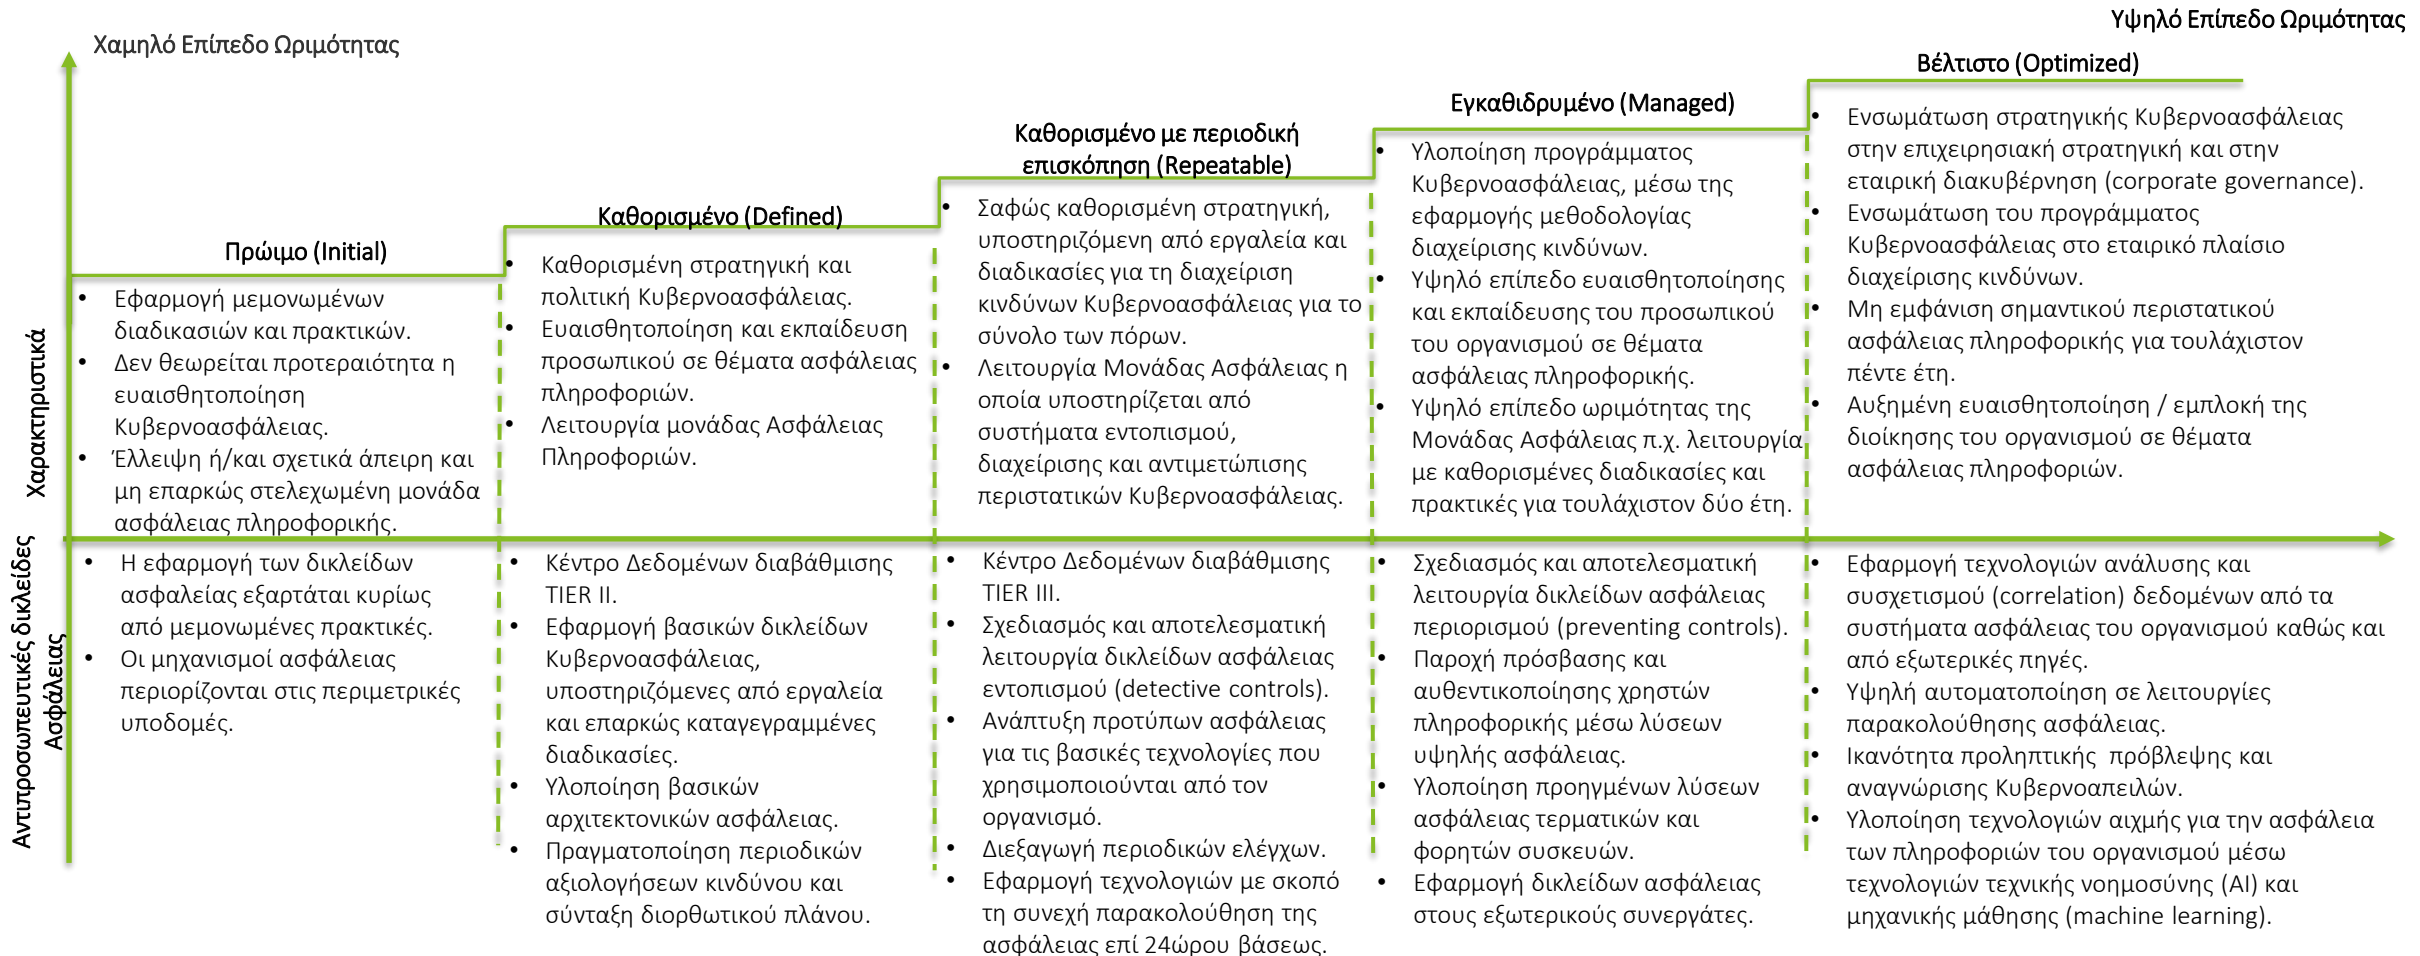 Χαμηλό Επίπεδο Ωριμότητας
Υψηλό Επίπεδο Ωριμότητας
Χαρακτηριστικά
Αντιπροσωπευτικές δικλείδες
Ασφάλειας
Πρώιμο (Initial)
• Εφαρμογή μεμονωμένων
διαδικασιών και πρακτικών.
• Δεν θεωρείται προτεραιότητα η
ευαισθητοποίηση
Κυβερνοασφάλειας.
• Έλλειψη ή/και σχετικά άπειρη και
μη επαρκώς στελεχωμένη μονάδα
ασφάλειας πληροφορικής.
• Η εφαρμογή των δικλείδων
ασφαλείας εξαρτάται κυρίως
από μεμονωμένες πρακτικές.
• Οι μηχανισμοί ασφάλειας
περιορίζονται στις περιμετρικές
υποδομές.
Καθορισμένο (Defined)
• Καθορισμένη στρατηγική και
πολιτική Κυβερνοασφάλειας.
• Ευαισθητοποίηση και εκπαίδευση
προσωπικού σε θέματα ασφάλειας
πληροφοριών.
• Λειτουργία μονάδας Ασφάλειας
Πληροφοριών.
• Κέντρο Δεδομένων διαβάθμισης
TIER II.
• Εφαρμογή βασικών δικλείδων
Κυβερνοασφάλειας,
υποστηριζόμενες από εργαλεία
και επαρκώς καταγεγραμμένες
διαδικασίες.
• Υλοποίηση βασικών
αρχιτεκτονικών ασφάλειας.
• Πραγματοποίηση περιοδικών
αξιολογήσεων κινδύνου και
σύνταξη διορθωτικού πλάνου.
Καθορισμένο με περιοδική
επισκόπηση (Repeatable)
• Σαφώς καθορισμένη στρατηγική,
υποστηριζόμενη από εργαλεία και
διαδικασίες για τη διαχείριση
κινδύνων Κυβερνοασφάλειας για το
σύνολο των πόρων.
• Λειτουργία Μονάδας Ασφάλειας η
οποία υποστηρίζεται από
συστήματα εντοπισμού,
διαχείρισης και αντιμετώπισης
περιστατικών Κυβερνοασφάλειας.
• Κέντρο Δεδομένων διαβάθμισης
TIER III.
• Σχεδιασμός και αποτελεσματική
λειτουργία δικλείδων ασφάλειας
εντοπισμού (detective controls).
• Ανάπτυξη προτύπων ασφάλειας
για τις βασικές τεχνολογίες που
χρησιμοποιούνται από τον
οργανισμό.
• Διεξαγωγή περιοδικών ελέγχων.
• Εφαρμογή τεχνολογιών με σκοπό
τη συνεχή παρακολούθηση της
ασφάλειας επί 24ώρου βάσεως.
Εγκαθιδρυμένο (Managed)
• Υλοποίηση προγράμματος
Κυβερνοασφάλειας, μέσω της
εφαρμογής μεθοδολογίας
διαχείρισης κινδύνων.
• Υψηλό επίπεδο ευαισθητοποίησης
και εκπαίδευσης του προσωπικού
του οργανισμού σε θέματα
ασφάλειας πληροφορικής.
• Υψηλό επίπεδο ωριμότητας της
Μονάδας Ασφάλειας π.χ. λειτουργία
με καθορισμένες διαδικασίες και
πρακτικές για τουλάχιστον δύο έτη.
• Σχεδιασμός και αποτελεσματική
λειτουργία δικλείδων ασφάλειας
περιορισμού (preventing controls).
• Παροχή πρόσβασης και
αυθεντικοποίησης χρηστών
πληροφορικής μέσω λύσεων
υψηλής ασφάλειας.
• Υλοποίηση προηγμένων λύσεων
ασφάλειας τερματικών και
φορητών συσκευών.
• Εφαρμογή δικλείδων ασφάλειας
στους εξωτερικούς συνεργάτες.
Βέλτιστο (Optimized)
• Ενσωμάτωση στρατηγικής Κυβερνοασφάλειας
στην επιχειρησιακή στρατηγική και στην
εταιρική διακυβέρνηση (corporate governance).
• Ενσωμάτωση του προγράμματος
Κυβερνοασφάλειας στο εταιρικό πλαίσιο
διαχείρισης κινδύνων.
• Μη εμφάνιση σημαντικού περιστατικού
ασφάλειας πληροφορικής για τουλάχιστον
πέντε έτη.
• Αυξημένη ευαισθητοποίηση / εμπλοκή της
διοίκησης του οργανισμού σε θέματα
ασφάλειας πληροφοριών.
• Εφαρμογή τεχνολογιών ανάλυσης και
συσχετισμού (correlation) δεδομένων από τα
συστήματα ασφάλειας του οργανισμού καθώς και
από εξωτερικές πηγές.
• Υψηλή αυτοματοποίηση σε λειτουργίες
παρακολούθησης ασφάλειας.
• Ικανότητα προληπτικής πρόβλεψης και
αναγνώρισης Κυβερνοαπειλών.
• Υλοποίηση τεχνολογιών αιχμής για την ασφάλεια
των πληροφοριών του οργανισμού μέσω
τεχνολογιών τεχνικής νοημοσύνης (AI) και
μηχανικής μάθησης (machine learning).